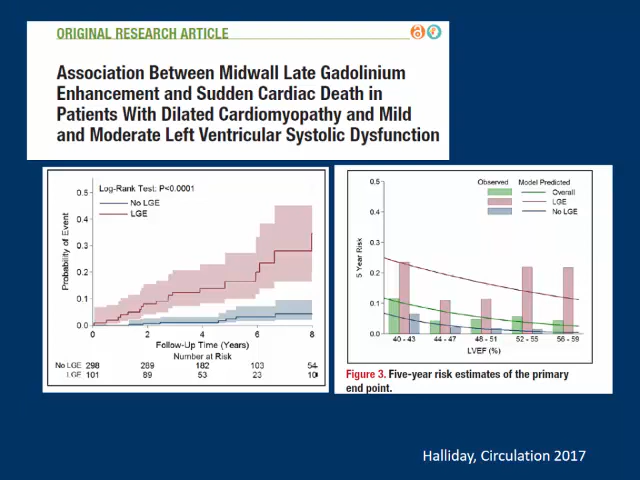 ORIGINAL RESEARCH ARTICLE
Association Between Midwall Late Gadolinium
Enhancement and Sudden Cardiac Death in
Patients With Dilated Cardiomyopathy and Mild
and Moderate Left Ventricular Systolic Dysfunction
Log-Rank Test: P<0.0001
No LGE
LGE
Probability of Event
0.5
0.4
0.3
0.2
0.1
0.0
0 2 4 6 8
Follow-Up Time (Years)
Number at Risk
No LGE 298 289 182 103 54
LGE 101 89 53 23 10
Observed Model Predicted
Overall
LGE
No LGE
5 Year Risk
0.5
0.4
0.3
0.2
0.1
0.0
40 - 43 44 - 47 48 - 51 52 - 55 56 - 59
LVEF (%)
Figure 3. Five-year risk estimates of the primary
end point.
Halliday, Circulation 2017